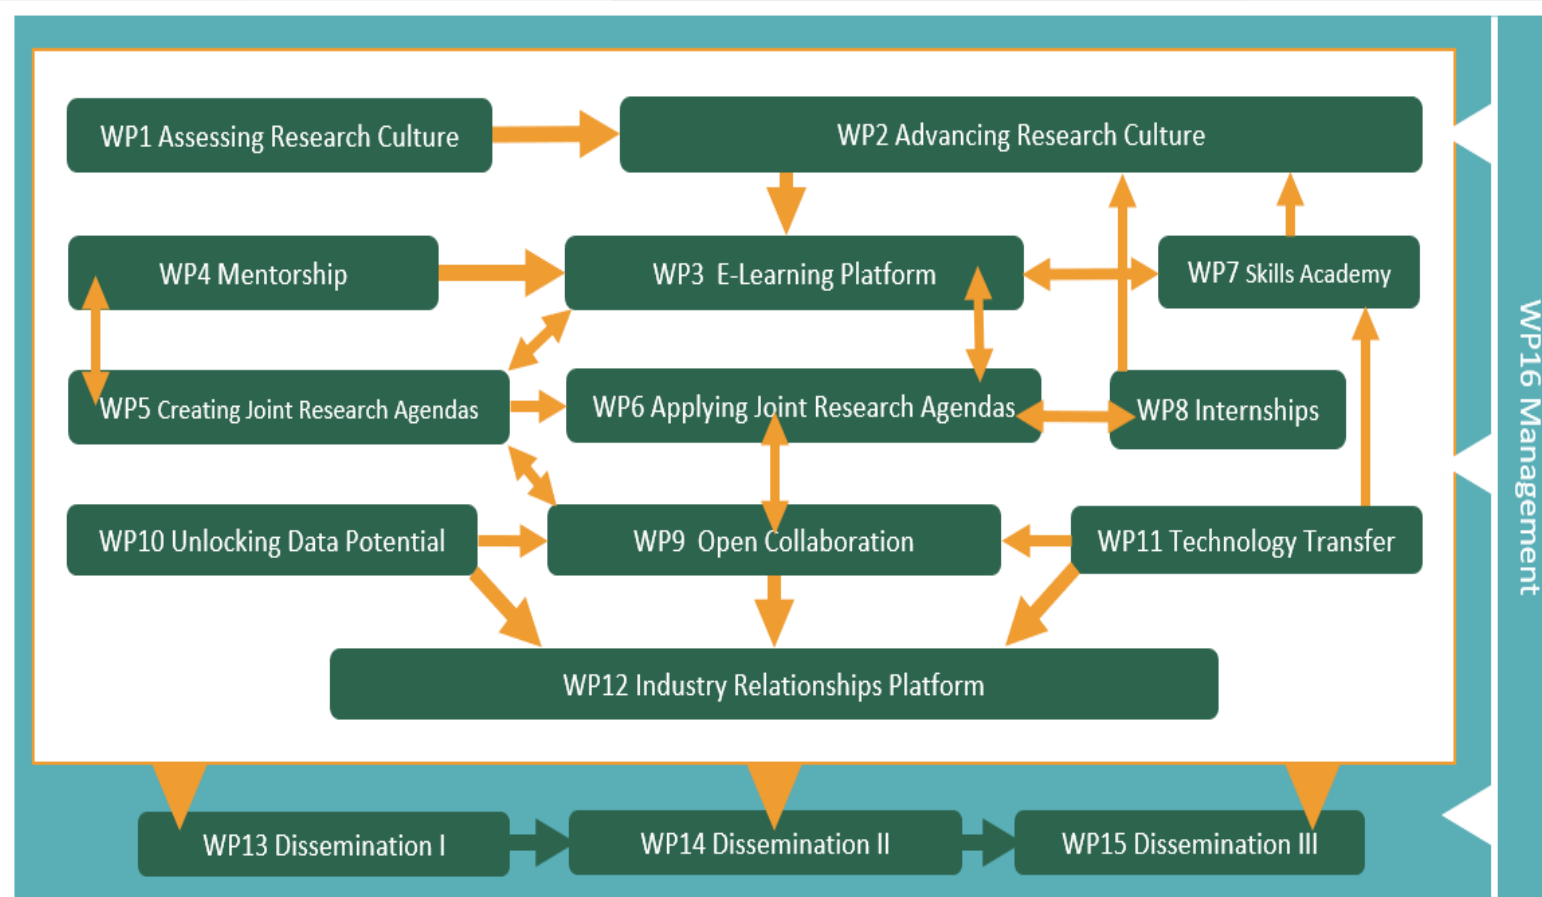 WP1 Assessing Research Culture
WP2 Advancing Research Culture
WP4 Mentorship
WP3 E-Learning Platform
WP7 Skills Academy
WP5 Creating Joint Research Agendas
WP6 Applying Joint Research Agendas
WP8 Internships
WP10 Unlocking Data Potential
WP9 Open Collaboration
WP11 Technology Transfer
WP12 Industry Relationships Platform
WP13 Dissemination I
WP14 Dissemination II
WP15 Dissemination III
WP16 Management